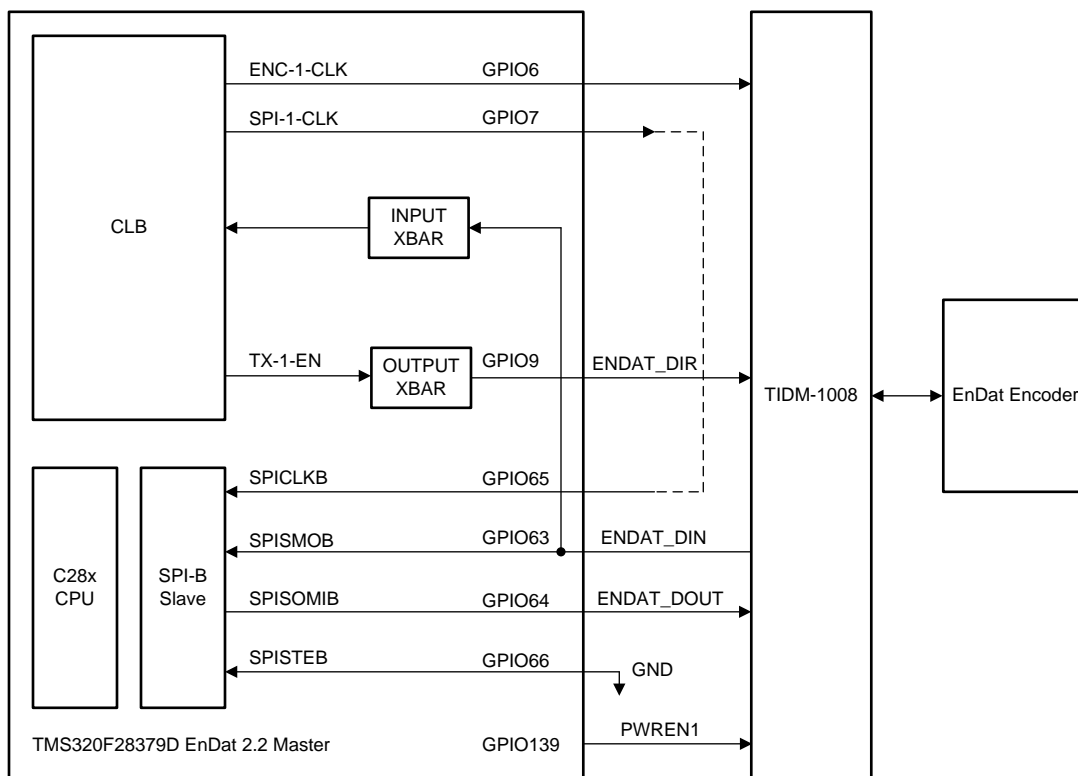 ENC-1-CLK
GPIO6
SPI-1-CLK
GPIO7
CLB
INPUT
XBAR
TX-1-EN
OUTPUT
XBAR
GPIO9
ENDAT_DIR
TIDM-1008
EnDat Encoder
SPICLKB
GPIO65
SPISMOB
GPIO63
ENDAT_DIN
C28x
CPU
SPI-B
Slave
SPISOMIB
GPIO64
ENDAT_DOUT
SPISTEB
GPIO66
GND
TMS320F28379D EnDat 2.2 Master
GPIO139
PWREN1